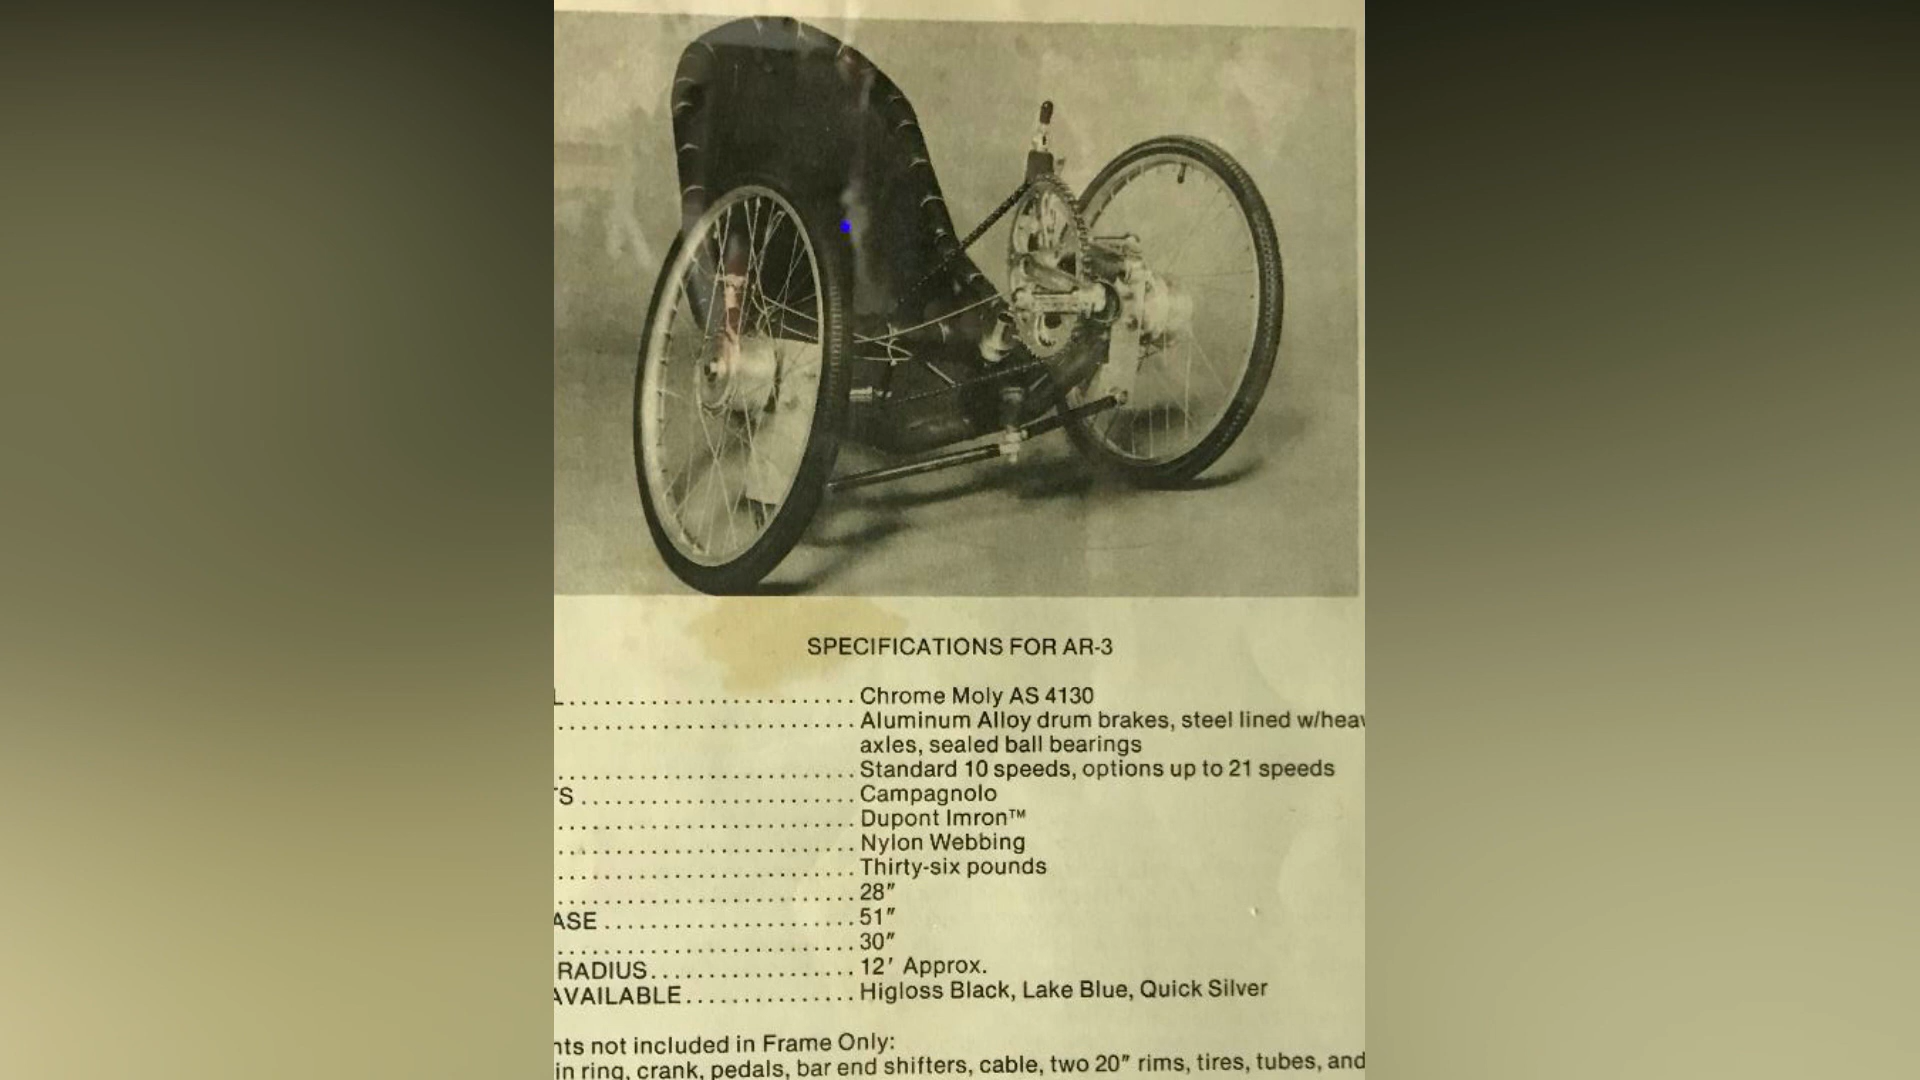 SPECIFICATIONS FOR AR-3
........................ Chrome Moly AS 4130
........................ Aluminum Alloy drum brakes, steel lined w/heav
axles, sealed ball bearings
........................ Standard 10 speeds, options up to 21 speeds
TS ........................ Campagnolo
........................ Dupont Imron™
........................ Nylon Webbing
........................ Thirty-six pounds
........................ 28"
ASE ........................ 51"
........................ 30"
RADIUS ................. 12' Approx.
AVAILABLE .............. Higloss Black, Lake Blue, Quick Silver
nts not included in Frame Only:
in ring, crank, pedals, bar end shifters, cable, two 20" rims, tires, tubes, and